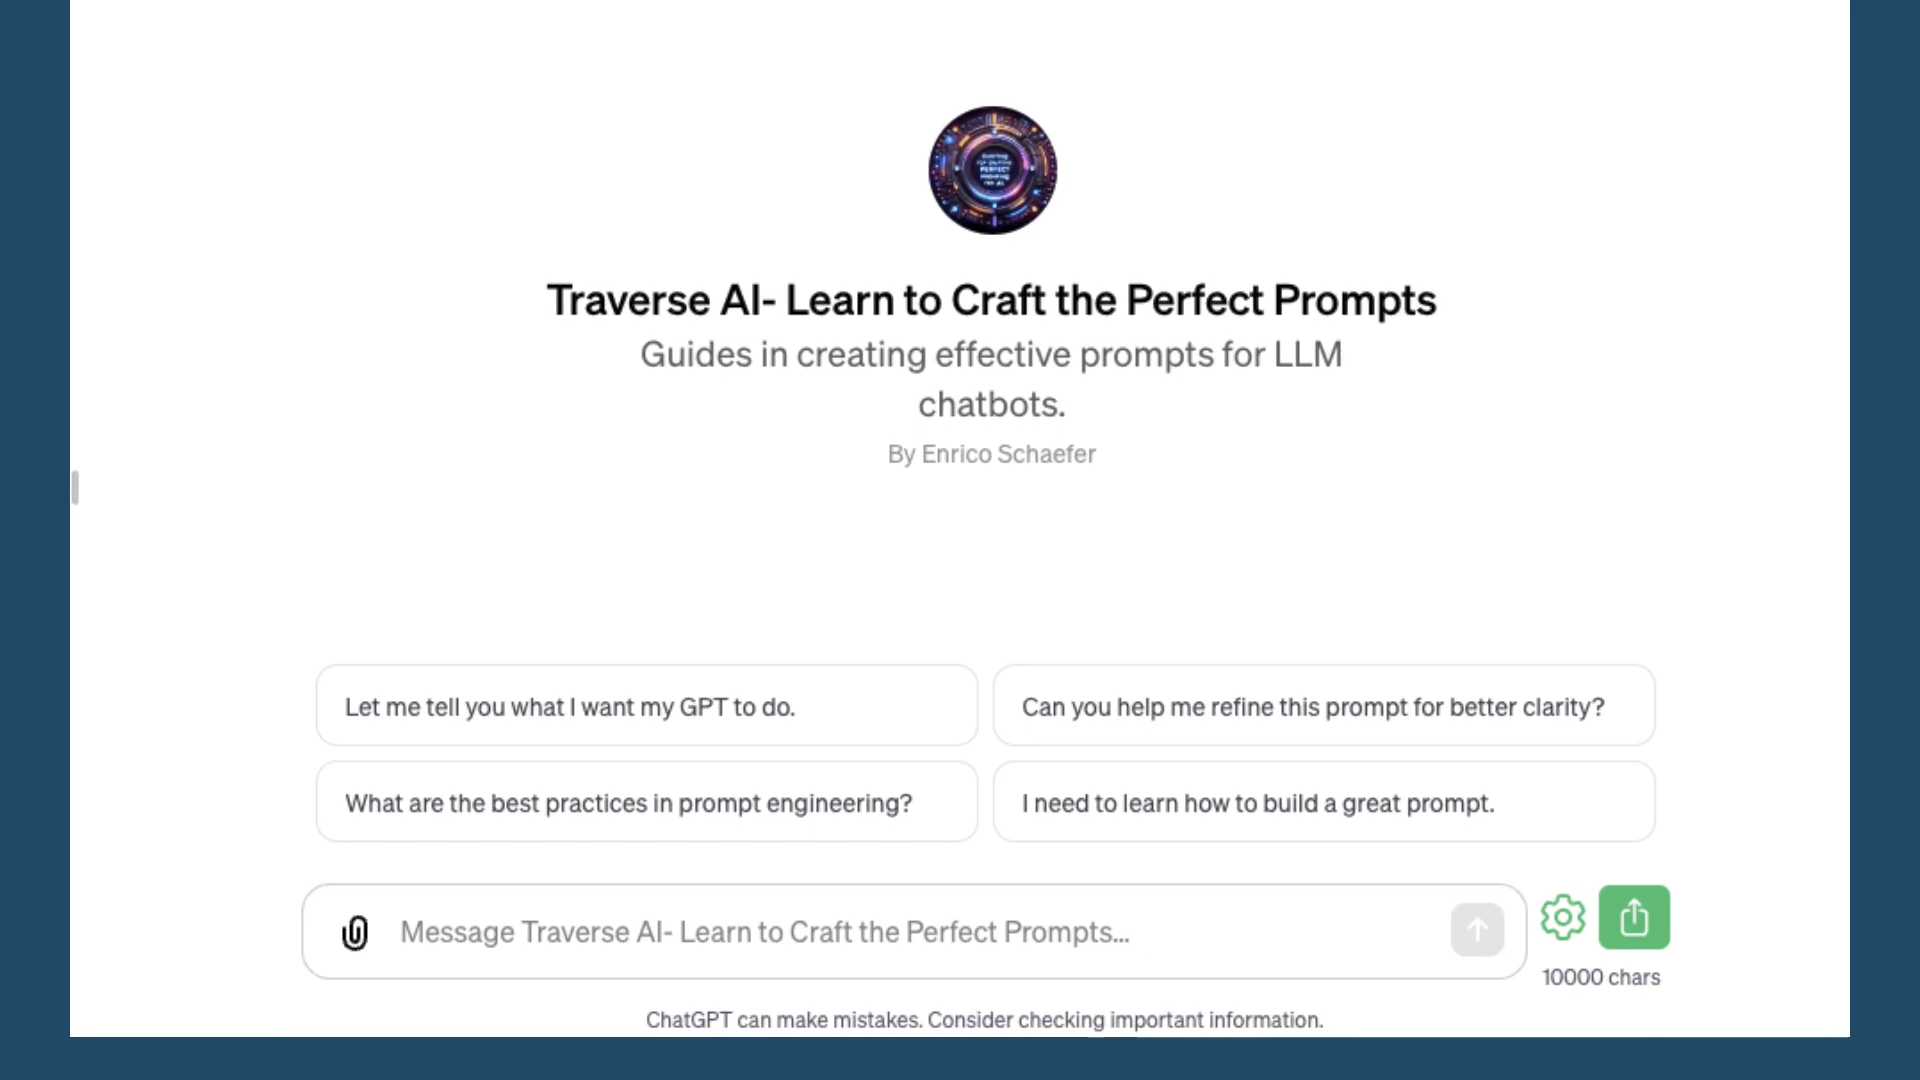 Traverse AI- Learn to Craft the Perfect Prompts
Guides in creating effective prompts for LLM
chatbots.
By Enrico Schaefer
Let me tell you what I want my GPT to do.
Can you help me refine this prompt for better clarity?
What are the best practices in prompt engineering?
I need to learn how to build a great prompt.
Message Traverse AI- Learn to Craft the Perfect Prompts...
10000 chars
ChatGPT can make mistakes. Consider checking important information.